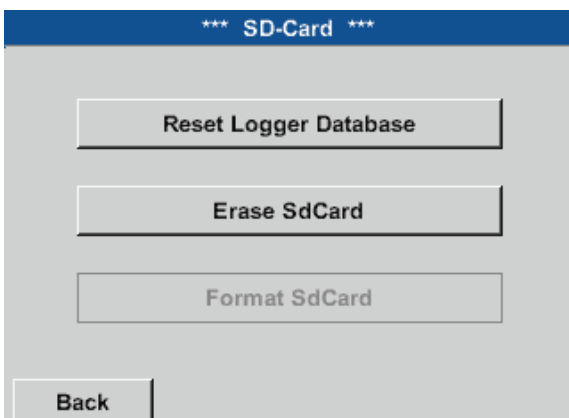 *** SD-Card ***
Reset Logger Database
Erase SdCard
Format SdCard
Back